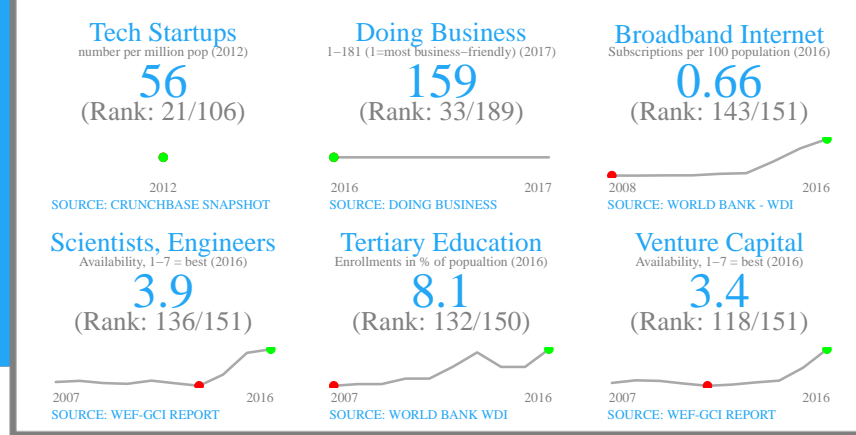 Tech Startups
number per million pop (2012)
56
(Rank: 21/106)
2012
SOURCE: CRUNCHBASE SNAPSHOT
Doing Business
1−181 (1=most business−friendly) (2017)
159
(Rank: 33/189)
2016 2017
SOURCE: DOING BUSINESS
Broadband Internet
Subscriptions per 100 population (2016)
0.66
(Rank: 143/151)
2008 2016
SOURCE: WORLD BANK - WDI
Scientists, Engineers
Availability, 1−7 = best (2016)
3.9
(Rank: 136/151)
2007 2016
SOURCE: WEF-GCI REPORT
Tertiary Education
Enrollments in % of popualtion (2016)
8.1
(Rank: 132/150)
2007 2016
SOURCE: WORLD BANK WDI
Venture Capital
Availability, 1−7 = best (2016)
3.4
(Rank: 118/151)
2007 2016
SOURCE: WEF-GCI REPORT